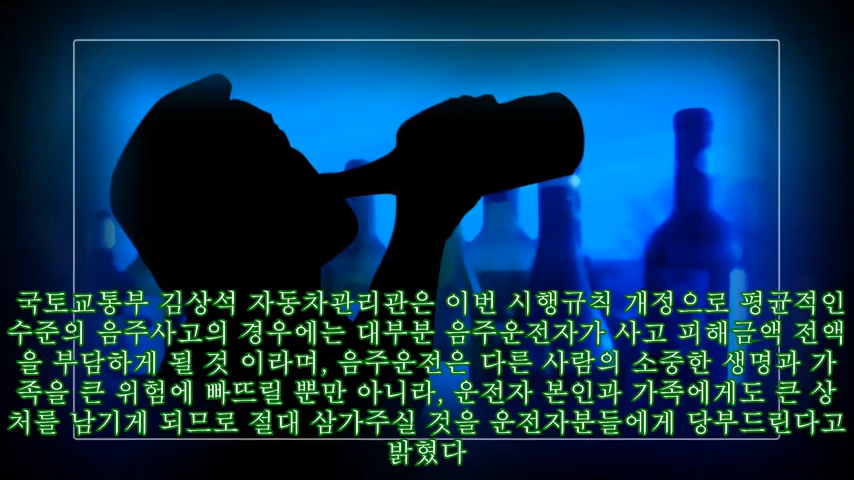 국토교통부 김상석 자동차관리관은 이번 시행규칙 개정으로 평균적인
수준의 음주사고의 경우에는 대부분 음주운전자가 사고 피해금액 전액
을 부담하게 될 것 이라며, 음주운전은 다른 사람의 소중한 생명과 가
족을 큰 위험에 빠뜨릴 뿐만 아니라, 운전자 본인과 가족에게도 큰 상
처를 남기게 되므로 절대 삼가주실 것을 운전자분들에게 당부드린다고
밝혔다